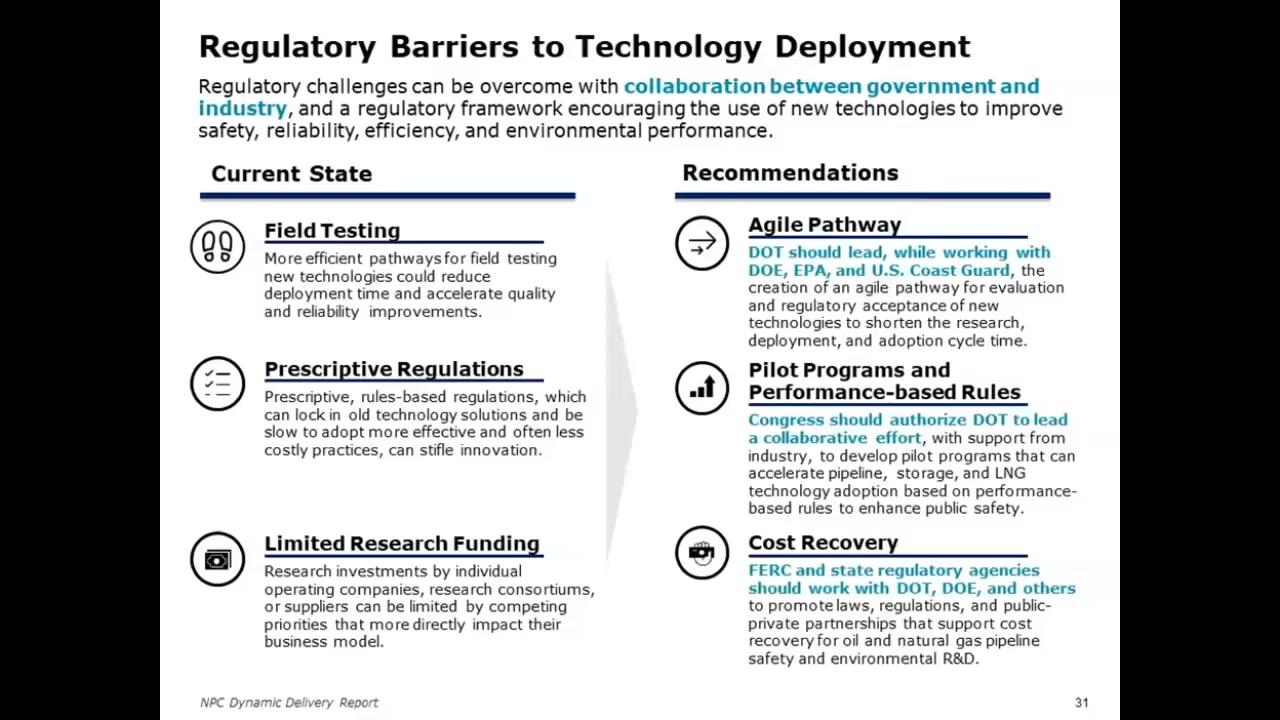 Regulatory Barriers to Technology Deployment
Regulatory challenges can be overcome with collaboration between government and
industry, and a regulatory framework encouraging the use of new technologies to improve
safety, reliability, efficiency, and environmental performance.
Current State
Field Testing
More efficient pathways for field testing
new technologies could reduce
deployment time and accelerate quality
and reliability improvements.
Prescriptive Regulations
Prescriptive, rules-based regulations, which
can lock in old technology solutions and be
slow to adopt more effective and often less
costly practices, can stifle innovation.
Limited Research Funding
Research investments by individual
operating companies, research consortiums,
or suppliers can be limited by competing
priorities that more directly impact their
business model.
Recommendations
Agile Pathway
DOT should lead, while working with
DOE, EPA, and U.S. Coast Guard, the
creation of an agile pathway for evaluation
and regulatory acceptance of new
technologies to shorten the research,
deployment, and adoption cycle time.
Pilot Programs and
Performance-based Rules
Congress should authorize DOT to lead
a collaborative effort, with support from
industry, to develop pilot programs that can
accelerate pipeline, storage, and LNG
technology adoption based on performance-
based rules to enhance public safety.
Cost Recovery
FERC and state regulatory agencies
should work with DOT, DOE, and others
to promote laws, regulations, and public-
private partnerships that support cost
recovery for oil and natural gas pipeline
safety and environmental R&D.
NPC Dynamic Delivery Report
31